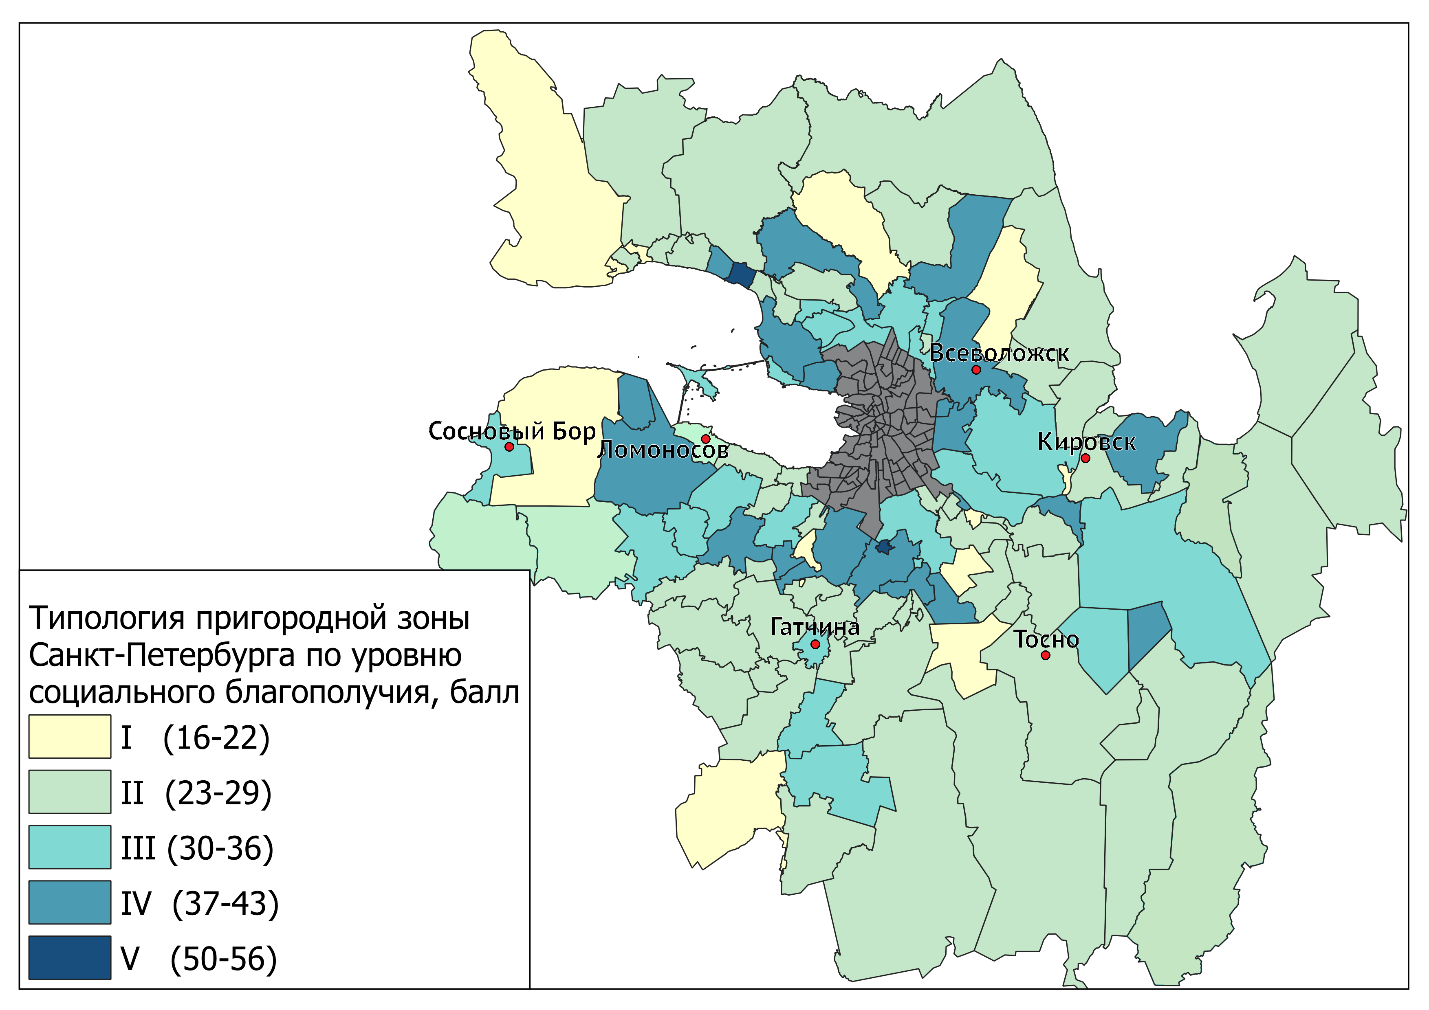 Всеволожск
Сосновый Бор
Ломоносов
Кировск
Гатчина
Тосно
Типология пригородной зоны
Санкт-Петербурга по уровню
социального благополучия, балл
I (16-22)
II (23-29)
III (30-36)
IV (37-43)
V (50-56)